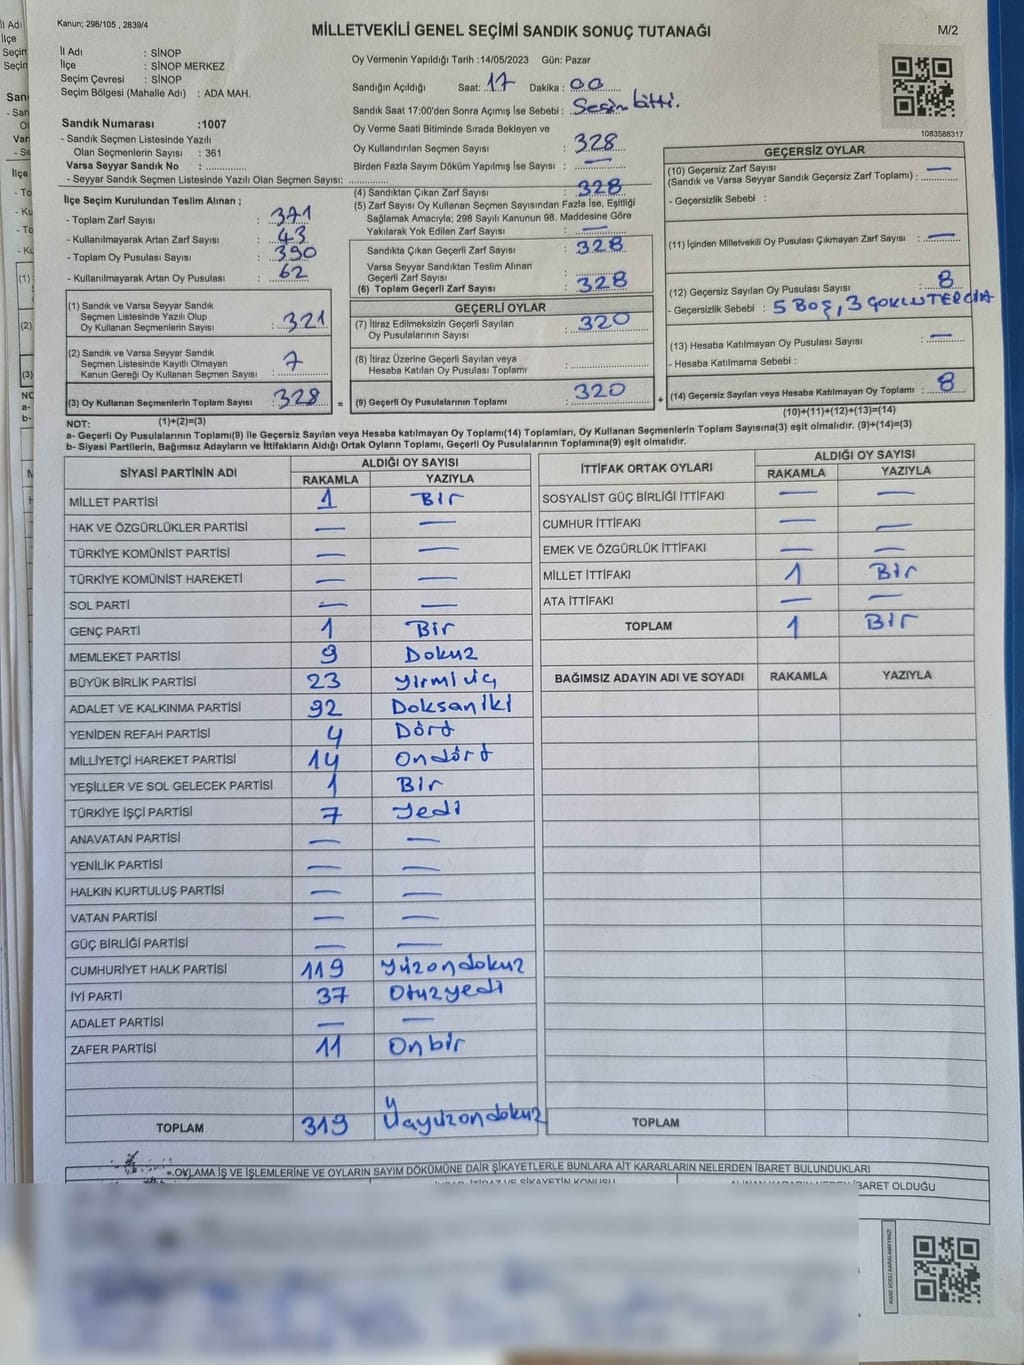 Kanun; 298/105 , 2839/4
MİLLETVEKİLİ GENEL SEÇİMİ SANDIK SONUÇ TUTANAĞI
M/2
İl Adı : SİNOP
İlçe : SİNOP MERKEZ
Seçim Çevresi : SİNOP
Seçim Bölgesi (Mahalle Adı) : ADA MAH.
Sandık Numarası :1007
- Sandık Seçmen Listesinde Yazılı
Olan Seçmenlerin Sayısı : 361
Varsa Seyyar Sandık No :
- Seyyar Sandık Seçmen Listesinde Yazılı Olan Seçmen Sayısı:
İlçe Seçim Kurulundan Teslim Alınan ;
- Toplam Zarf Sayısı : 371
- Kullanılmayarak Artan Zarf Sayısı : 43
- Toplam Oy Pusulası Sayısı : 390
- Kullanılmayarak Artan Oy Pusulası : 62
(1) Sandık ve Varsa Seyyar Sandık
Seçmen Listesinde Yazılı Olup
Oy Kullanan Seçmenlerin Sayısı : 321
(2) Sandık ve Varsa Seyyar Sandık
Seçmen Listesinde Kayıtlı Olmayan
Kanun Gereği Oy Kullanan Seçmen Sayısı : 7
(3) Oy Kullanan Seçmenlerin Toplam Sayısı : 328
(1)+(2)=(3)
Oy Vermenin Yapıldığı Tarih :14/05/2023 Gün: Pazar
Sandığın Açıldığı Saat: 17 Dakika : 00
Sandık Saat 17:00'den Sonra Açımış İse Sebebi : Seçim bitti.
Oy Verme Saati Bitiminde Sırada Bekleyen ve
Oy Kullandırılan Seçmen Sayısı : 328
Birden Fazla Sayım Döküm Yapılmış İse Sayısı : —
(4) Sandıktan Çıkan Zarf Sayısı : 328
(5) Zarf Sayısı Oy Kullanan Seçmen Sayısından Fazla İse, Eşitliği
Sağlamak Amacıyla; 298 Sayılı Kanunun 98. Maddesine Göre
Yakılarak Yok Edilen Zarf Sayısı : —
Sandıkta Çıkan Geçerli Zarf Sayısı : 328
Varsa Seyyar Sandıktan Teslim Alınan
Geçerli Zarf Sayısı :
(6) Toplam Geçerli Zarf Sayısı : 328
GEÇERLİ OYLAR
(7) İtiraz Edilmeksizin Geçerli Sayılan
Oy Pusulalarının Sayısı : 320
(8) İtiraz Üzerine Geçerli Sayılan veya
Hesaba Katılan Oy Pusulası Toplamı :
= (9) Geçerli Oy Pusulalarının Toplamı : 320
1083588317
GEÇERSİZ OYLAR
(10) Geçersiz Zarf Sayısı
(Sandık ve Varsa Seyyar Sandık Geçersiz Zarf Toplamı) : —
- Geçersizlik Sebebi :
(11) İçinden Milletvekili Oy Pusulası Çıkmayan Zarf Sayısı : —
(12) Geçersiz Sayılan Oy Pusulası Sayısı : 8
- Geçersizlik Sebebi : 5 BOŞ, 3 ÇOKLU TERCİH
(13) Hesaba Katılmayan Oy Pusulası Sayısı : —
- Hesaba Katılmama Sebebi :
+ (14) Geçersiz Sayılan veya Hesaba Katılmayan Oy Toplamı : 8
(10)+(11)+(12)+(13)=(14)
NOT:
a- Geçerli Oy Pusulalarının Toplamı(9) ile Geçersiz Sayılan veya Hesaba katılmayan Oy Toplamı(14) Toplamları, Oy Kullanan Seçmenlerin Toplam Sayısına(3) eşit olmalıdır. (9)+(14)=(3)
b- Siyasi Partilerin, Bağımsız Adayların ve İttifakların Aldığı Ortak Oyların Toplamı, Geçerli Oy Pusulalarının Toplamına(9) eşit olmalıdır.
SİYASİ PARTİNİN ADI ALDIĞI OY SAYISI
RAKAMLA YAZIYLA
MİLLET PARTİSİ 1 Bir
HAK VE ÖZGÜRLÜKLER PARTİSİ — —
TÜRKİYE KOMÜNİST PARTİSİ — —
TÜRKİYE KOMÜNİST HAREKETİ — —
SOL PARTİ — —
GENÇ PARTİ 1 Bir
MEMLEKET PARTİSİ 9 Dokuz
BÜYÜK BİRLİK PARTİSİ 23 yirmiüç
ADALET VE KALKINMA PARTİSİ 92 Doksaniki
YENİDEN REFAH PARTİSİ 4 Dört
MİLLİYETÇİ HAREKET PARTİSİ 14 Ondört
YEŞİLLER VE SOL GELECEK PARTİSİ 1 Bir
TÜRKİYE İŞÇİ PARTİSİ 7 Yedi
ANAVATAN PARTİSİ — —
YENİLİK PARTİSİ — —
HALKIN KURTULUŞ PARTİSİ — —
VATAN PARTİSİ — —
GÜÇ BİRLİĞİ PARTİSİ — —
CUMHURİYET HALK PARTİSİ 119 Yüzondokuz
İYİ PARTİ 37 Otuzyedi
ADALET PARTİSİ — —
ZAFER PARTİSİ 11 Onbir
TOPLAM 319 Üçyüzondokuz
İTTİFAK ORTAK OYLARI ALDIĞI OY SAYISI
RAKAMLA YAZIYLA
SOSYALİST GÜÇ BİRLİĞİ İTTİFAKI — —
CUMHUR İTTİFAKI — —
EMEK VE ÖZGÜRLÜK İTTİFAKI — —
MİLLET İTTİFAKI 1 Bir
ATA İTTİFAKI — —
TOPLAM 1 Bir
BAĞIMSIZ ADAYIN ADI VE SOYADI RAKAMLA YAZIYLA
TOPLAM
OYLAMA İŞ VE İŞLEMLERİNE VE OYLARIN SAYIM DÖKÜMÜNE DAİR ŞİKAYETLERLE BUNLARA AİT KARARLARIN NELERDEN İBARET BULUNDUKLARI
İBARET OLDUĞU
KARE KODU KARALAMAYINIZ!